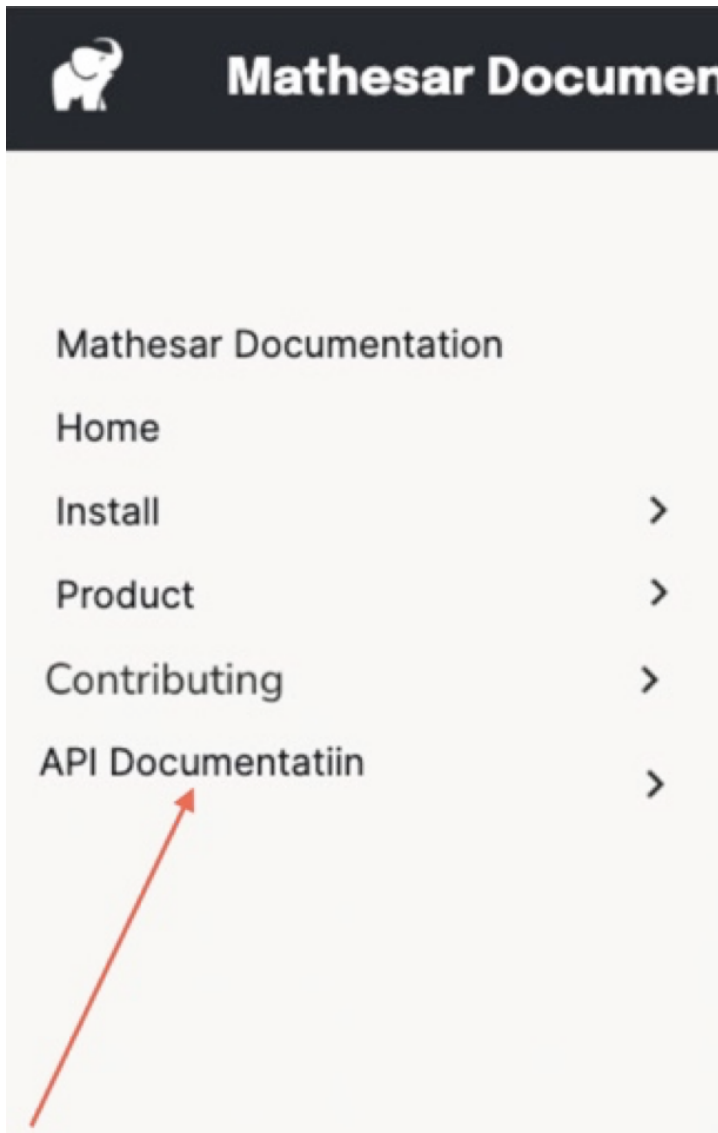 Mathesar Documen
Mathesar Documentation
Home
Install
Product
Contributing
API Documentatiin